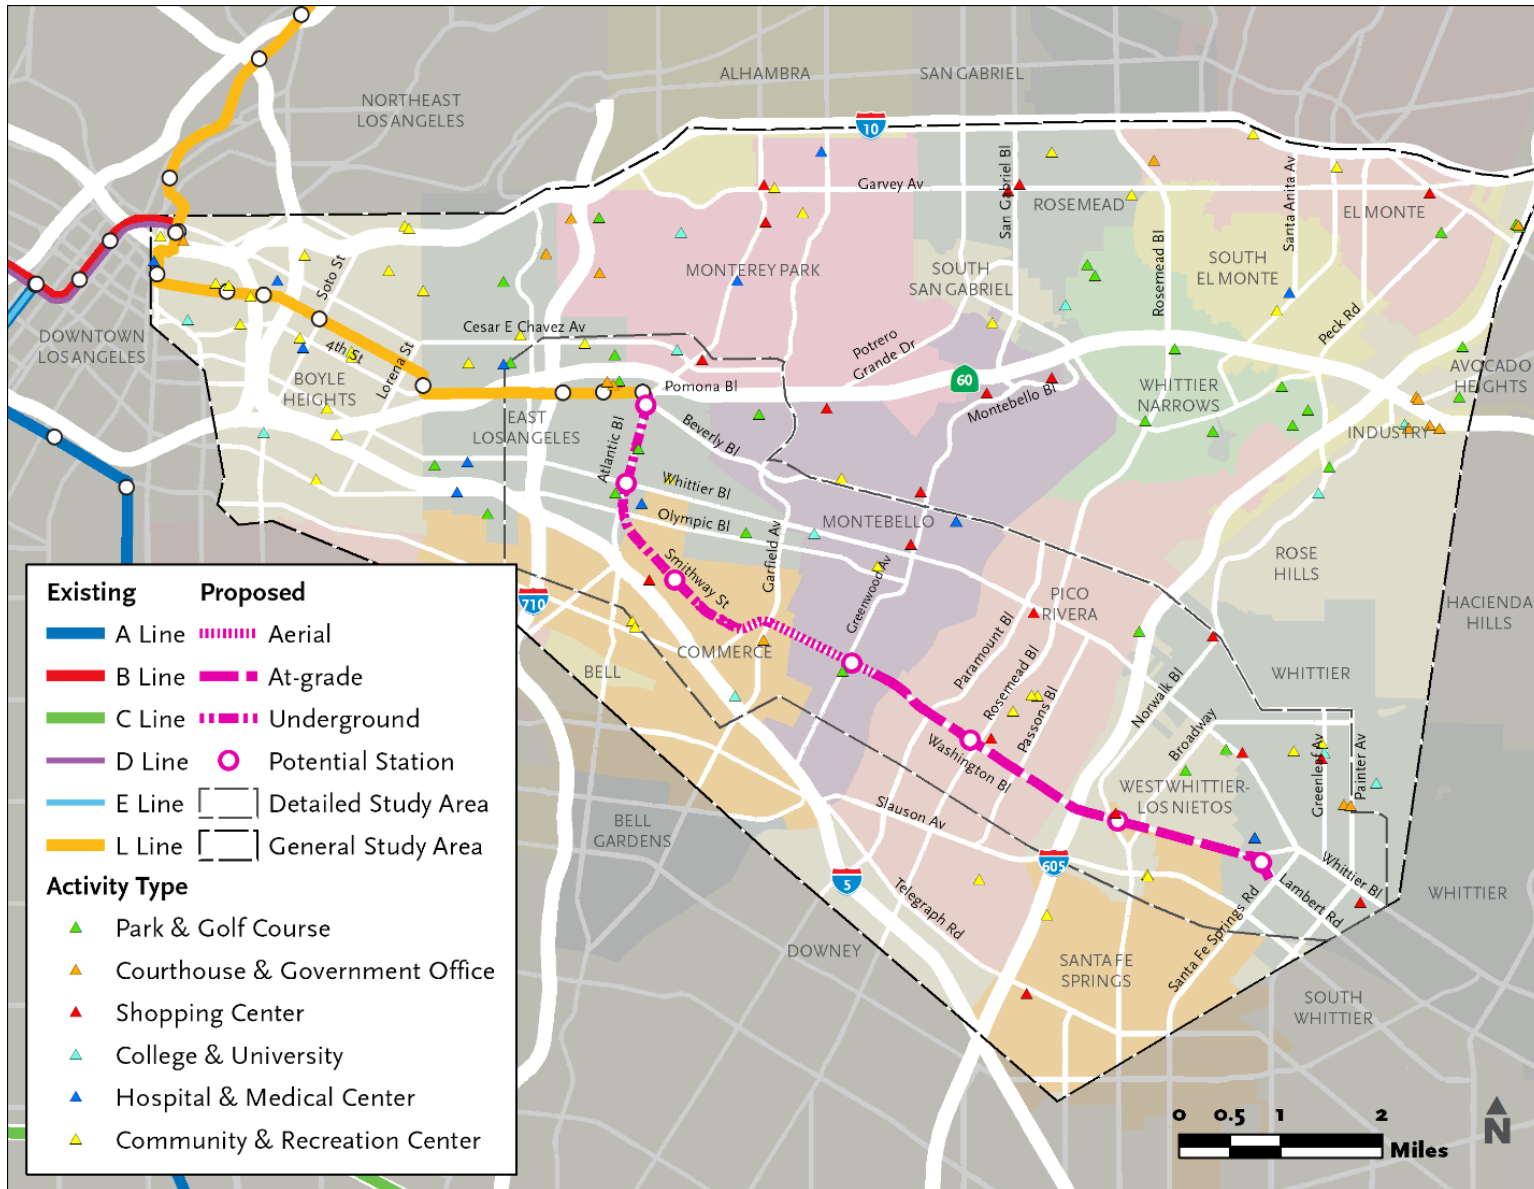 ALHAMBRA
SAN GABRIEL
NORTHEAST
LOS ANGELES
10
Garvey Av
San Gabriel Bl
ROSEMEAD
Santa Anita Av
EL MONTE
Rosemead Bl
SOUTH
EL MONTE
MONTEREY PARK
SOUTH
SAN GABRIEL
Soto St
Peck Rd
DOWNTOWN
LOS ANGELES
Cesar E Chavez Av
4th St
Lorena St
Potrero
Grande Dr
BOYLE
HEIGHTS
Pomona Bl
60
Montebello Bl
WHITTIER
NARROWS
AVOCADO
HEIGHTS
EAST
LOS ANGELES
Atlantic Bl
Beverly Bl
INDUSTRY
Whittier Bl
Olympic Bl
MONTEBELLO
Garfield Av
Smithway St
Greenwood Av
ROSE
HILLS
HACIENDA
HILLS
710
PICO
RIVERA
Paramount Bl
Rosemead Bl
Passons Bl
COMMERCE
BELL
WHITTIER
Norwalk Bl
Broadway
Greenleaf Av
Painter Av
Washington Bl
WEST WHITTIER-
LOS NIETOS
BELL
GARDENS
Slauson Av
605
5
Whittier Bl
Lambert Rd
WHITTIER
Telegraph Rd
Santa Fe Springs Rd
DOWNEY
SANTA FE
SPRINGS
SOUTH
WHITTIER
Existing
Proposed
A Line
Aerial
B Line
At-grade
C Line
Underground
D Line
Potential Station
E Line
Detailed Study Area
L Line
General Study Area
Activity Type
Park & Golf Course
Courthouse & Government Office
Shopping Center
College & University
Hospital & Medical Center
Community & Recreation Center
0 0.5 1 2
Miles
N